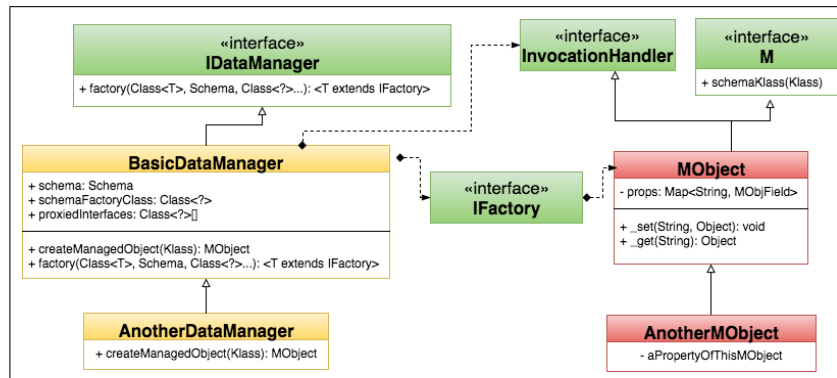 «interface»
IDataManager
+ factory(Class<T>, Schema, Class<?>...): <T extends IFactory>
«interface»
InvocationHandler
«interface»
M
+ schemaKlass(Klass)
BasicDataManager
+ schema: Schema
+ schemaFactoryClass: Class<?>
+ proxiedInterfaces: Class<?>[]
+ createManagedObject(Klass): MObject
+ factory(Class<T>, Schema, Class<?>...): <T extends IFactory>
«interface»
IFactory
MObject
- props: Map<String, MObjField>
+ _set(String, Object): void
+ _get(String): Object
AnotherDataManager
+ createManagedObject(Klass): MObject
AnotherMObject
- aPropertyOfThisMObject